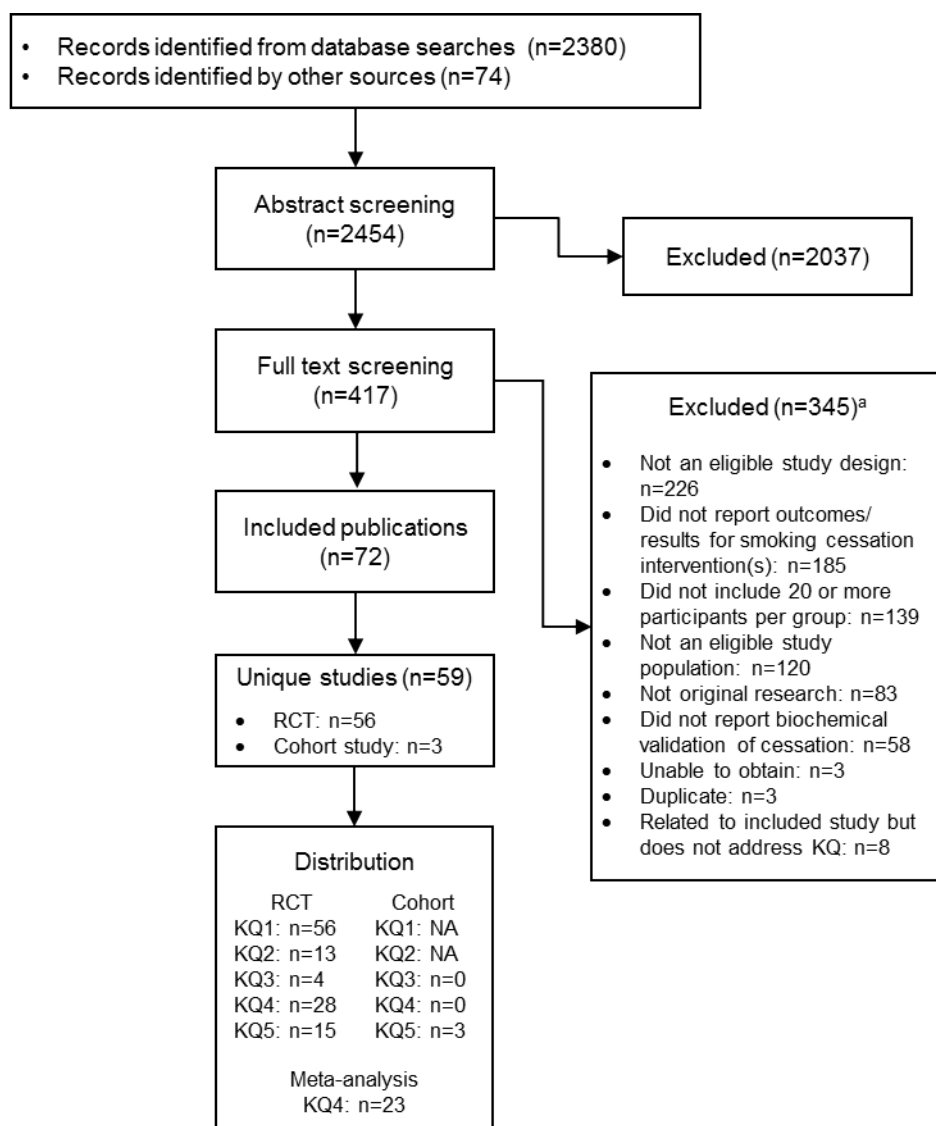 • Records identified from database searches (n=2380)
• Records identified by other sources (n=74)
Abstract screening
(n=2454)
Excluded (n=2037)
Full text screening
(n=417)
Excluded (n=345)ᵃ
• Not an eligible study design:
n=226
• Did not report outcomes/
results for smoking cessation
intervention(s): n=185
• Did not include 20 or more
participants per group: n=139
• Not an eligible study
population: n=120
• Not original research: n=83
• Did not report biochemical
validation of cessation: n=58
• Unable to obtain: n=3
• Duplicate: n=3
• Related to included study but
does not address KQ: n=8
Included publications
(n=72)
Unique studies (n=59)
• RCT: n=56
• Cohort study: n=3
Distribution
RCT Cohort
KQ1: n=56 KQ1: NA
KQ2: n=13 KQ2: NA
KQ3: n=4 KQ3: n=0
KQ4: n=28 KQ4: n=0
KQ5: n=15 KQ5: n=3
Meta-analysis
KQ4: n=23